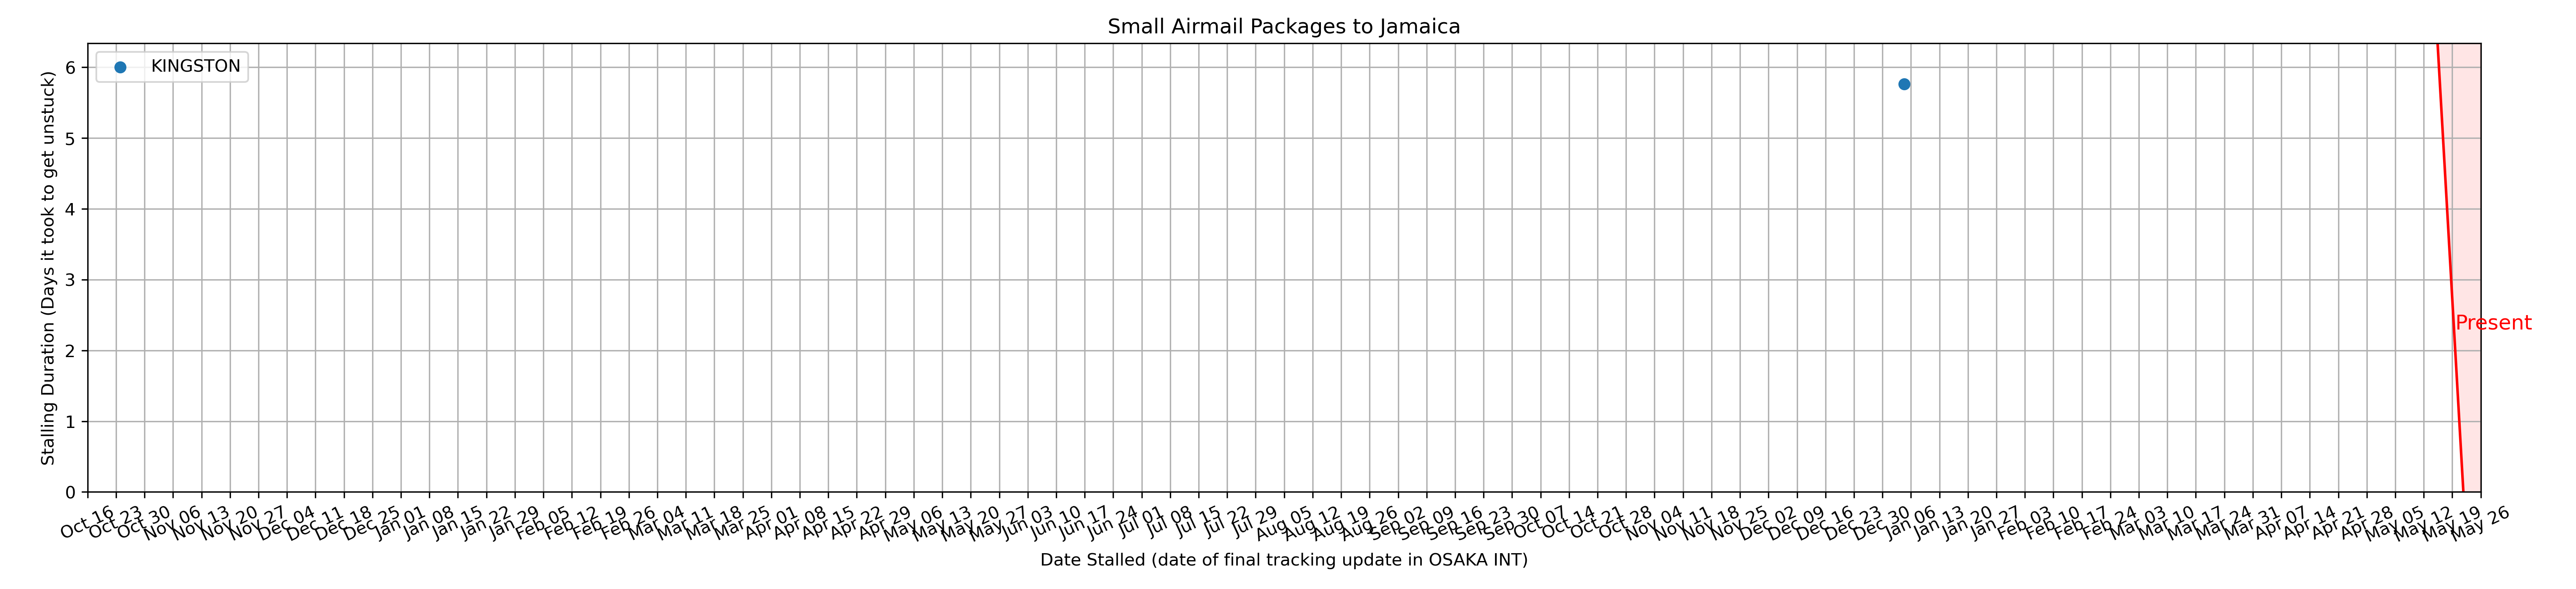 Small Airmail Packages to Jamaica
KINGSTON
Stalling Duration (Days it took to get unstuck)
6
5
4
3
2
1
0
Present
Oct 16 Oct 23 Oct 30 Nov 06 Nov 13 Nov 20 Nov 27 Dec 04 Dec 11 Dec 18 Dec 25 Jan 01 Jan 08 Jan 15 Jan 22 Jan 29 Feb 05 Feb 12 Feb 19 Feb 26 Mar 04 Mar 11 Mar 18 Mar 25 Apr 01 Apr 08 Apr 15 Apr 22 Apr 29 May 06 May 13 May 20 May 27 Jun 03 Jun 10 Jun 17 Jun 24 Jul 01 Jul 08 Jul 15 Jul 22 Jul 29 Aug 05 Aug 12 Aug 19 Aug 26 Sep 02 Sep 09 Sep 16 Sep 23 Sep 30 Oct 07 Oct 14 Oct 21 Oct 28 Nov 04 Nov 11 Nov 18 Nov 25 Dec 02 Dec 09 Dec 16 Dec 23 Dec 30 Jan 06 Jan 13 Jan 20 Jan 27 Feb 03 Feb 10 Feb 17 Feb 24 Mar 03 Mar 10 Mar 17 Mar 24 Mar 31 Apr 07 Apr 14 Apr 21 Apr 28 May 05 May 12 May 19 May 26
Date Stalled (date of final tracking update in OSAKA INT)